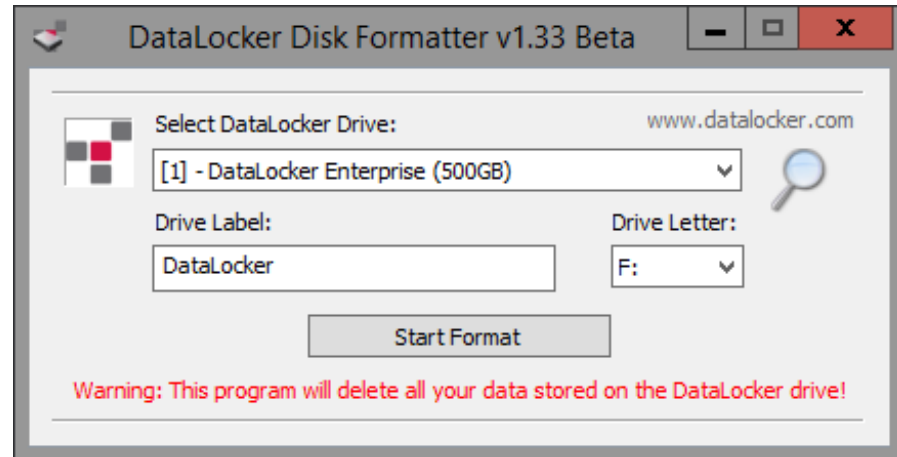 DataLocker Disk Formatter v1.33 Beta
Select DataLocker Drive:
www.datalocker.com
[1] - DataLocker Enterprise (500GB)
Drive Label:
Drive Letter:
DataLocker
F:
Start Format
Warning: This program will delete all your data stored on the DataLocker drive!